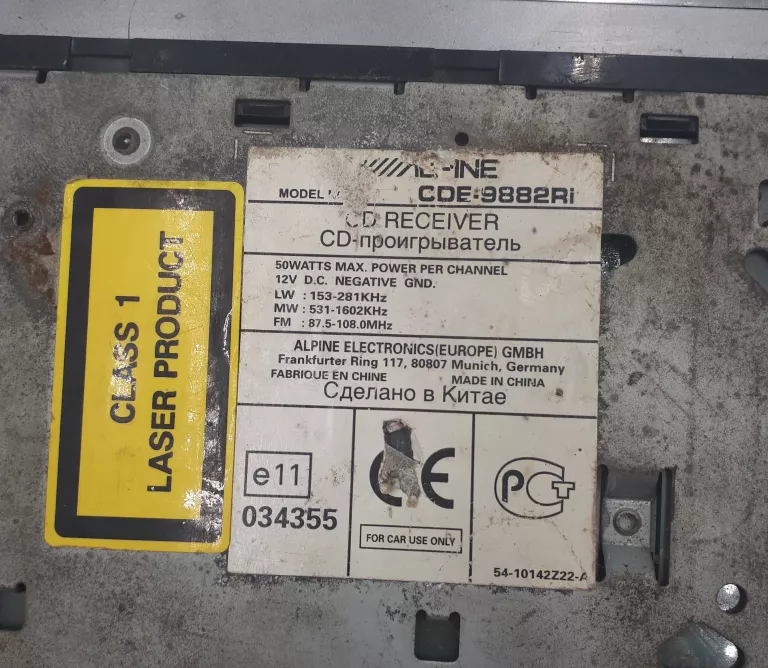 CLASS 1
LASER PRODUCT
CDE-9882Ri
MODEL
CD RECEIVER
CD-проигрыватель
50WATTS MAX. POWER PER CHANNEL
12V D.C. NEGATIVE GND.
LW : 153-281KHz
MW : 531-1602KHz
FM : 87.5-108.0MHz
ALPINE ELECTRONICS(EUROPE) GMBH
Frankfurter Ring 117, 80807 Munich, Germany
FABRIQUE EN CHINE MADE IN CHINA
Сделано в Китае
e11
034355
CE
FOR CAR USE ONLY
РСТ
54-10142Z22-A